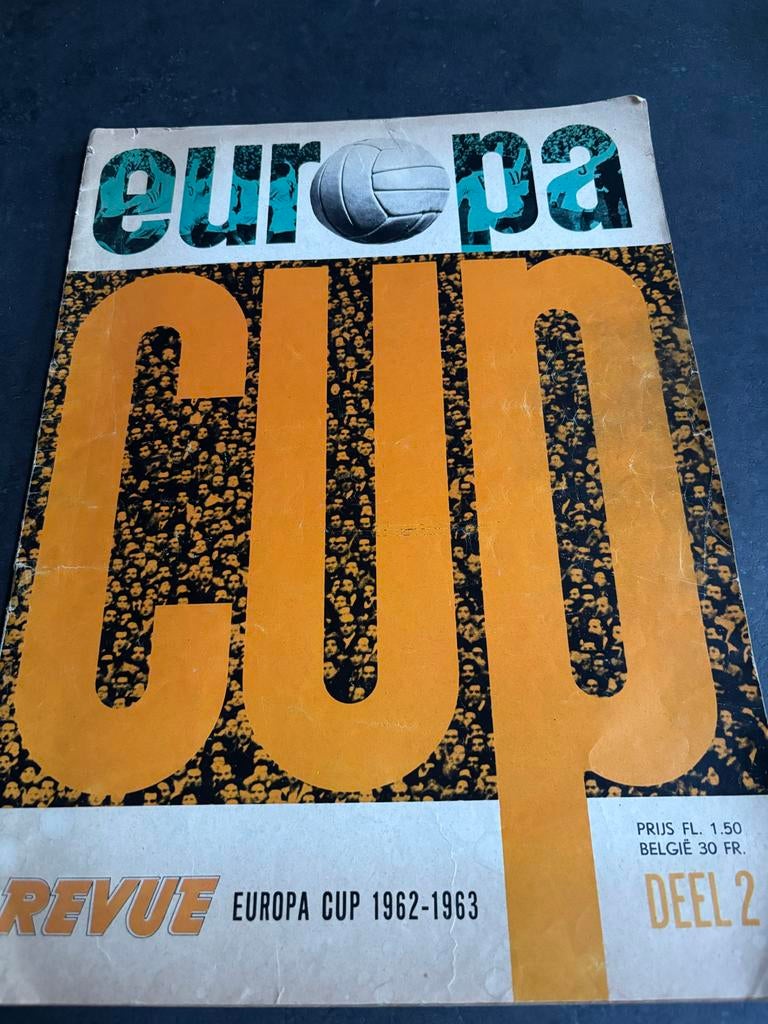 europa
cup
PRIJS FL. 1.50
BELGIË 30 FR.
REVUE EUROPA CUP 1962-1963
DEEL 2